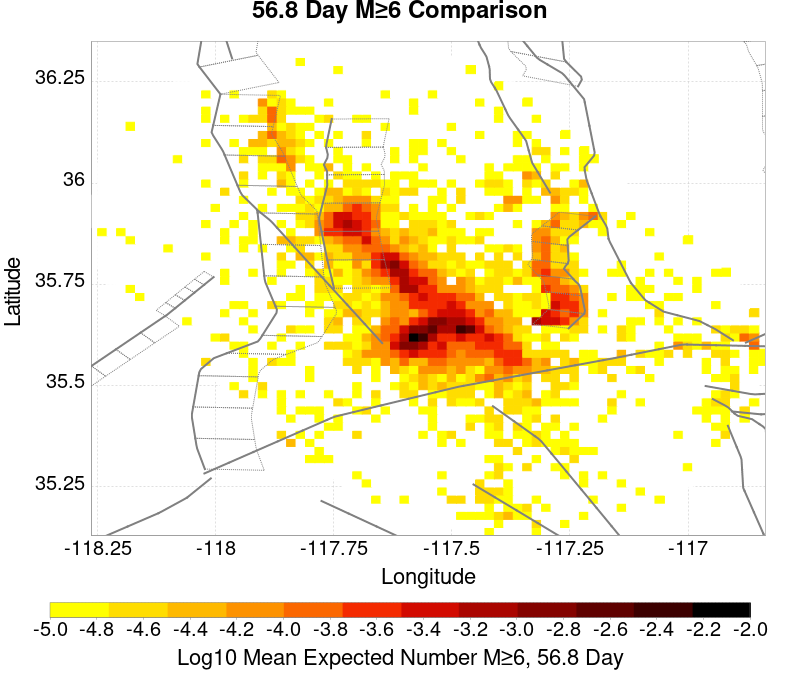 56.8 Day M≥6 Comparison
36.25
36
35.75
35.5
35.25
Latitude
-118.25 -118 -117.75 -117.5 -117.25 -117
Longitude
-5.0 -4.8 -4.6 -4.4 -4.2 -4.0 -3.8 -3.6 -3.4 -3.2 -3.0 -2.8 -2.6 -2.4 -2.2 -2.0
Log10 Mean Expected Number M≥6, 56.8 Day